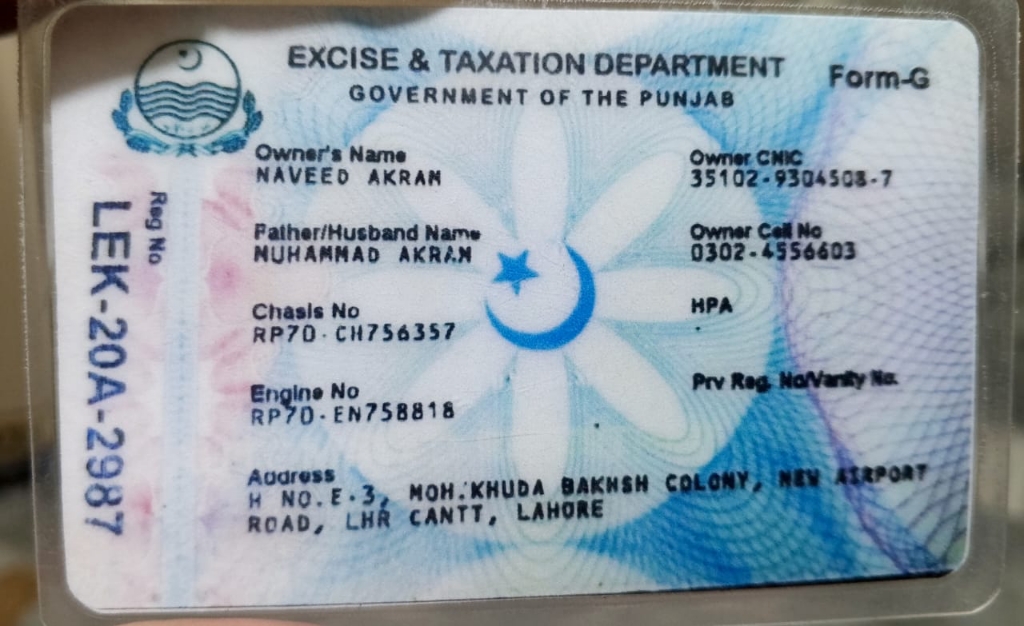 EXCISE & TAXATION DEPARTMENT
Form-G
GOVERNMENT OF THE PUNJAB
Owner's Name
NAVEED AKRAM
Owner CNIC
35102-9304508-7
Father/Husband Name
MUHAMMAD AKRAM
Owner Cell No
0302-4556603
Chasis No
RP70-CH756357
HPA
Engine No
RP70-EN758818
Prv Reg. No/Vanity No.
Address
H NO.E-3, MOH.KHUDA BAKHSH COLONY, NEW AIRPORT
ROAD, LHR CANTT, LAHORE
Reg No
LEK-20A-2987